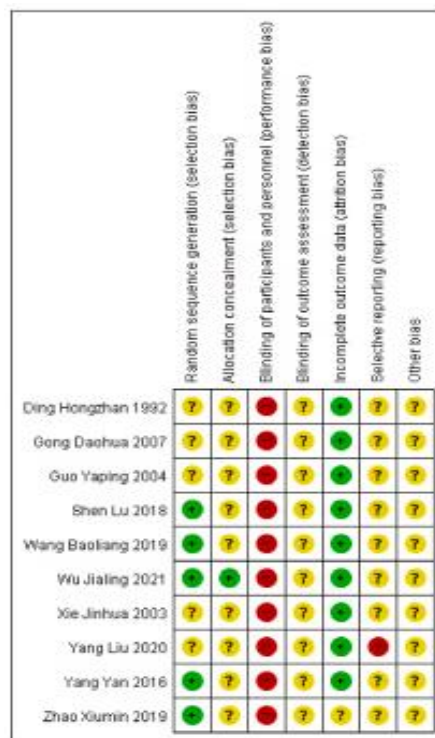 Random sequence generation (selection bias)
Allocation concealment (selection bias)
Blinding of participants and personnel (performance bias)
Blinding of outcome assessment (detection bias)
Incomplete outcome data (attrition bias)
Selective reporting (reporting bias)
Other bias
Ding Hongzhan 1992 ? ? - ? + ? ?
Gong Daohua 2007 ? ? - ? + ? ?
Guo Yaping 2004 ? ? - ? + ? ?
Shen Lu 2018 + ? - ? + ? ?
Wang Baoliang 2019 + ? - ? + ? ?
Wu Jialing 2021 + + - ? + ? ?
Xie Jinhua 2003 ? ? - ? + ? ?
Yang Liu 2020 ? ? - ? + - ?
Yang Yan 2016 + ? - ? + ? ?
Zhao Xiumin 2019 + ? - ? ? ? ?